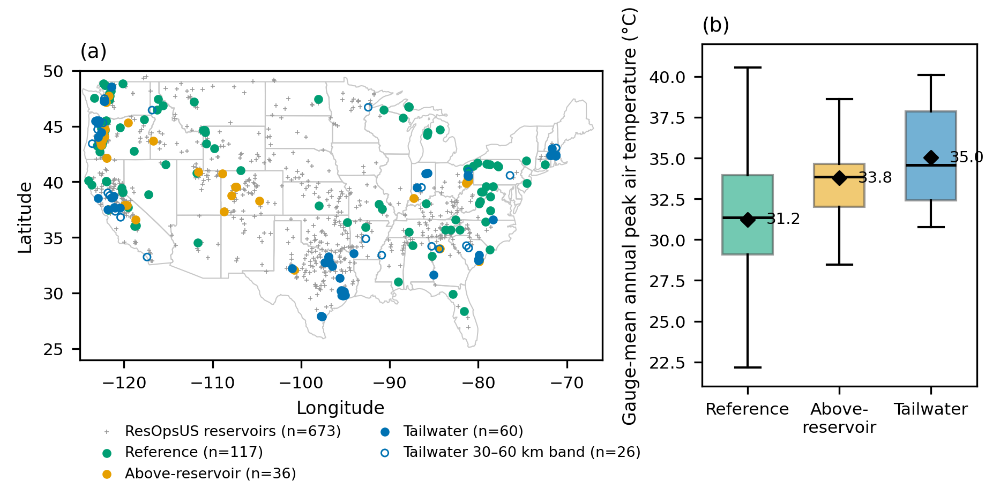 (a)
50
45
40
35
30
25
Latitude
−120
−110
−100
−90
−80
−70
Longitude
ResOpsUS reservoirs (n=673)
Reference (n=117)
Above-reservoir (n=36)
Tailwater (n=60)
Tailwater 30–60 km band (n=26)
(b)
Gauge-mean annual peak air temperature (°C)
40.0
37.5
35.0
32.5
30.0
27.5
25.0
22.5
31.2
33.8
35.0
Reference
Above-
reservoir
Tailwater